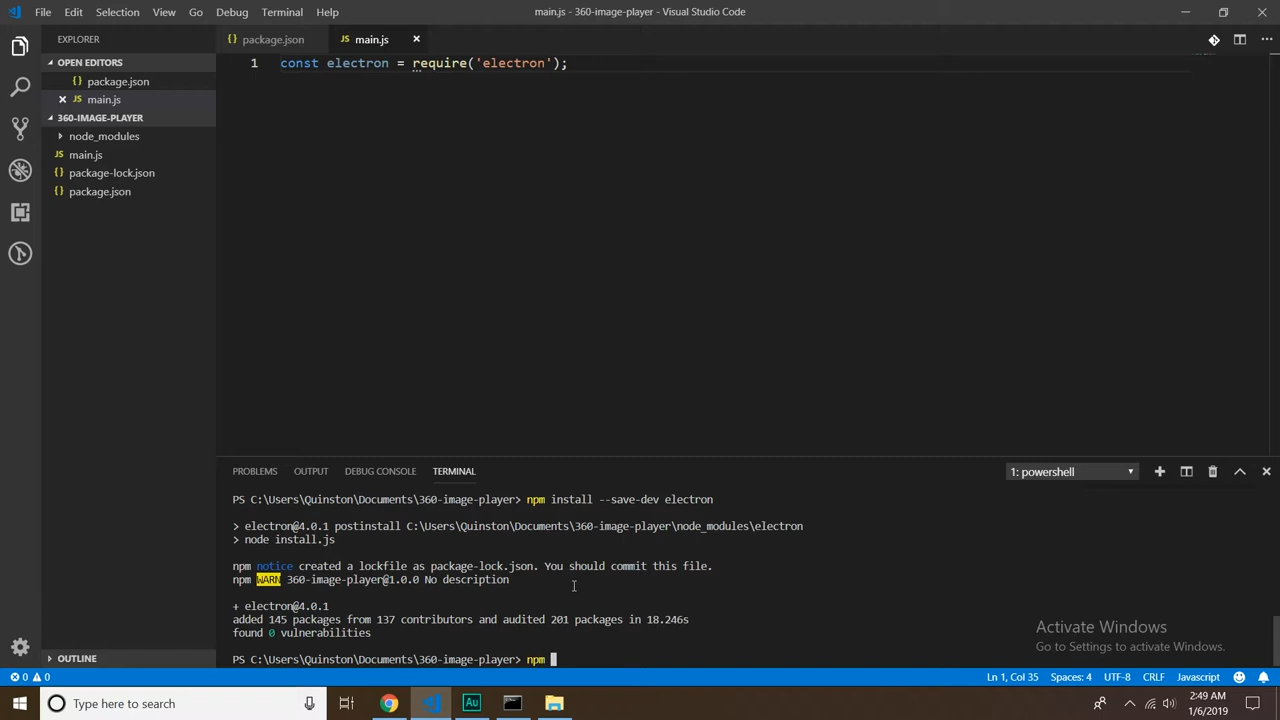 File Edit Selection View Go Debug Terminal Help
main.js - 360-image-player - Visual Studio Code
EXPLORER
OPEN EDITORS
{} package.json
JS main.js
360-IMAGE-PLAYER
node_modules
JS main.js
{} package-lock.json
{} package.json
OUTLINE
{} package.json
JS main.js
1 const electron = require('electron');
PROBLEMS OUTPUT DEBUG CONSOLE TERMINAL
1: powershell
PS C:\Users\Quinston\Documents\360-image-player> npm install --save-dev electron
> electron@4.0.1 postinstall C:\Users\Quinston\Documents\360-image-player\node_modules\electron
> node install.js
npm notice created a lockfile as package-lock.json. You should commit this file.
npm WARN 360-image-player@1.0.0 No description
+ electron@4.0.1
added 145 packages from 137 contributors and audited 201 packages in 18.246s
found 0 vulnerabilities
PS C:\Users\Quinston\Documents\360-image-player> npm
Activate Windows
Go to Settings to activate Windows.
0 0
Ln 1, Col 35 Spaces: 4 UTF-8 CRLF Javascript
Type here to search
Au
2:49 AM
1/6/2019